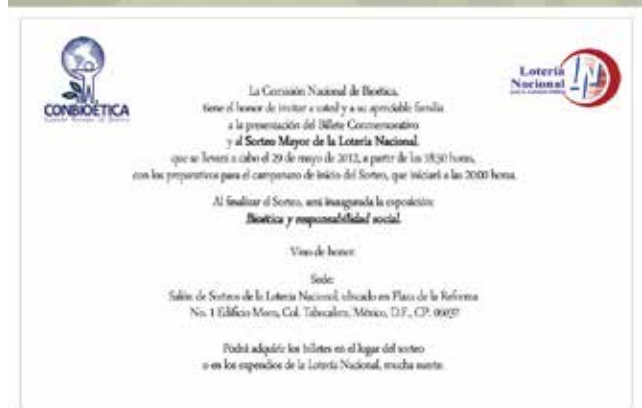 CONBIOÉTICA
Lotería
Nacional
La Comisión Nacional de Bioética,
tiene el honor de invitar a usted y a su apreciable familia
a la presentación del Billete Conmemorativo
y al Sorteo Mayor de la Lotería Nacional,
que se llevará a cabo el 29 de mayo de 2012, a partir de las 18:30 horas,
con los preparativos para el campanazo de inicio del Sorteo, que iniciará a las 20:00 horas.
Al finalizar el Sorteo, será inaugurada la exposición:
Bioética y responsabilidad social.
Vino de honor.
Sede:
Salón de Sorteos de la Lotería Nacional, ubicado en Plaza de la Reforma
No. 1 Edificio Moro, Col. Tabacalera, México, D.F., CP. 06037
Podrá adquirir los billetes en el lugar del sorteo
o en los expendios de la Lotería Nacional, mucha suerte.